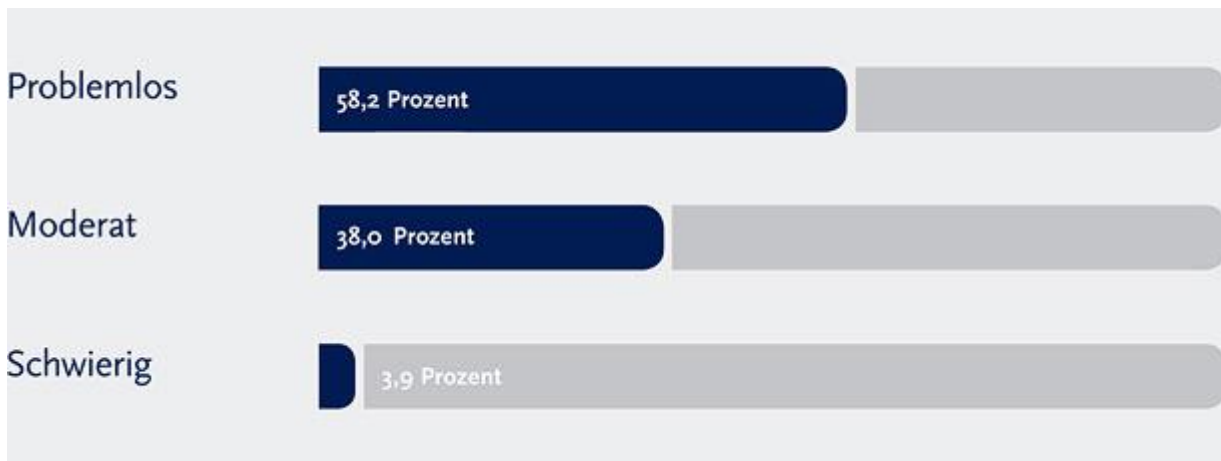 Problemlos
58,2 Prozent
Moderat
38,0 Prozent
Schwierig
3,9 Prozent